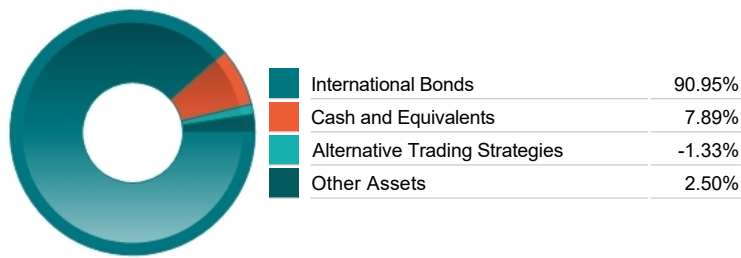 International Bonds 90.95%
Cash and Equivalents 7.89%
Alternative Trading Strategies -1.33%
Other Assets 2.50%